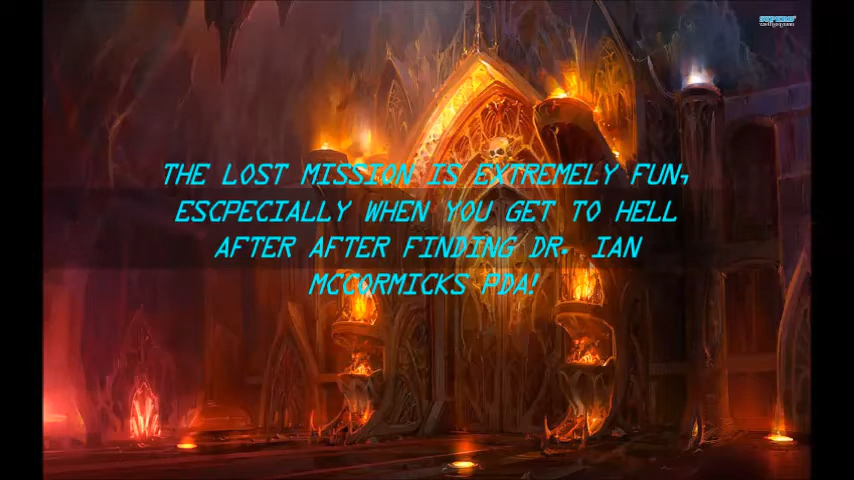 THE LOST MISSION IS EXTREMELY FUN,
ESCPECIALLY WHEN YOU GET TO HELL
AFTER AFTER FINDING DR. IAN
MCCORMICKS PDA!